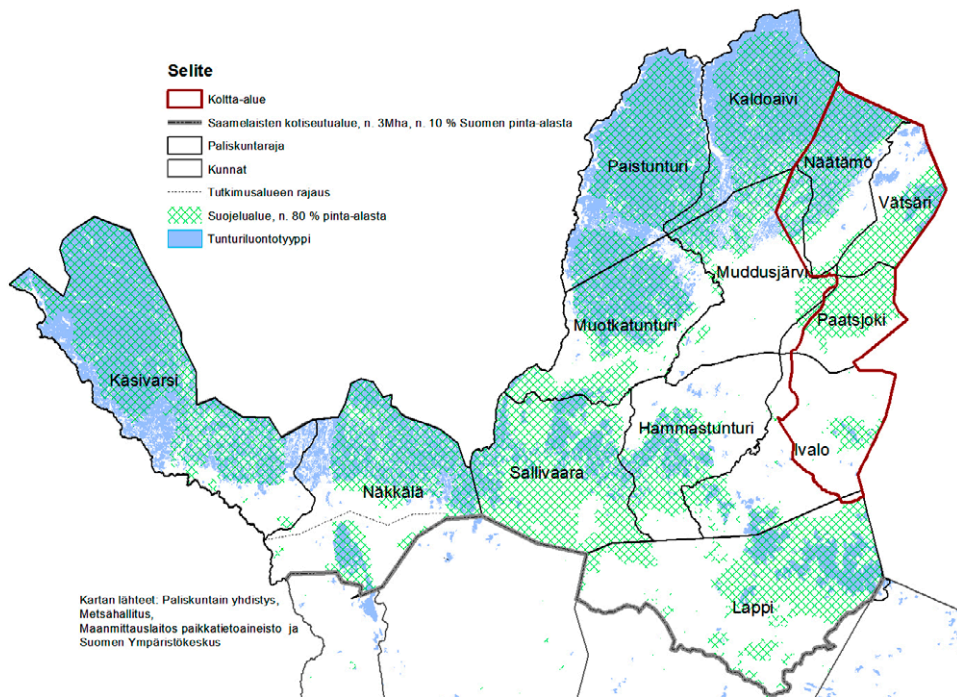 Selite
Koltta-alue
Saamelaisten kotiseutualue, n. 3Mha, n. 10 % Suomen pinta-alasta
Paliskuntaraja
Kunnat
Tutkimusalueen rajaus
Suojelualue, n. 80 % pinta-alasta
Tunturiluontotyyppi
Kaldoaivi
Paistunturi
Näätämö
Vätsäri
Muddusjärvi
Muotkatunturi
Paatsjoki
Käsivarsi
Hammastunturi
Ivalo
Sallivaara
Näkkälä
Lappi
Kartan lähteet: Paliskuntain yhdistys,
Metsähallitus,
Maanmittauslaitos paikkatietoaineisto ja
Suomen Ympäristökeskus